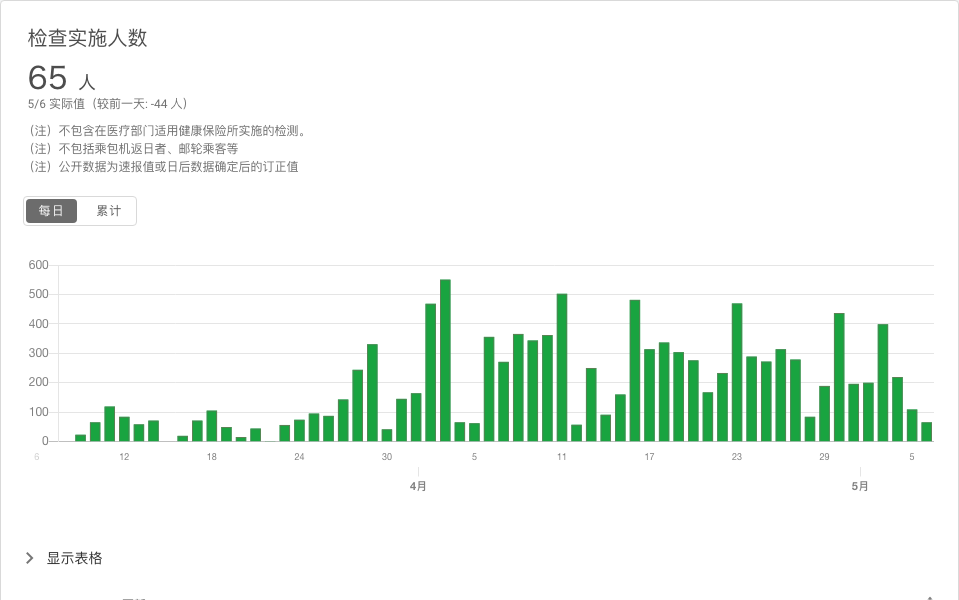 检查实施人数
65 人
5/6 实际值（较前一天: -44 人）
（注）不包含在医疗部门适用健康保险所实施的检测。
（注）不包括乘包机返日者、邮轮乘客等
（注）公开数据为速报值或日后数据确定后的订正值
每日 累计
600
500
400
300
200
100
0
6 12 18 24 30 5 11 17 23 29 5
4月 5月
显示表格